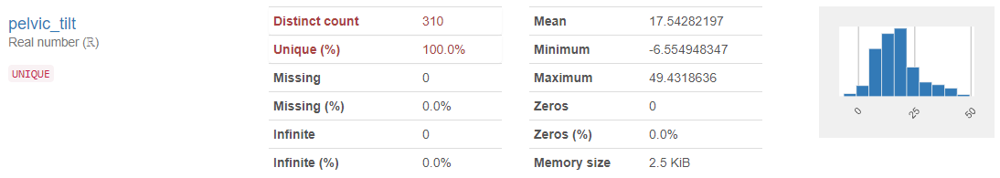 pelvic_tilt
Real number (ℝ)
UNIQUE
Distinct count 310
Unique (%) 100.0%
Missing 0
Missing (%) 0.0%
Infinite 0
Infinite (%) 0.0%
Mean 17.54282197
Minimum -6.554948347
Maximum 49.4318636
Zeros 0
Zeros (%) 0.0%
Memory size 2.5 KiB
0 25 50